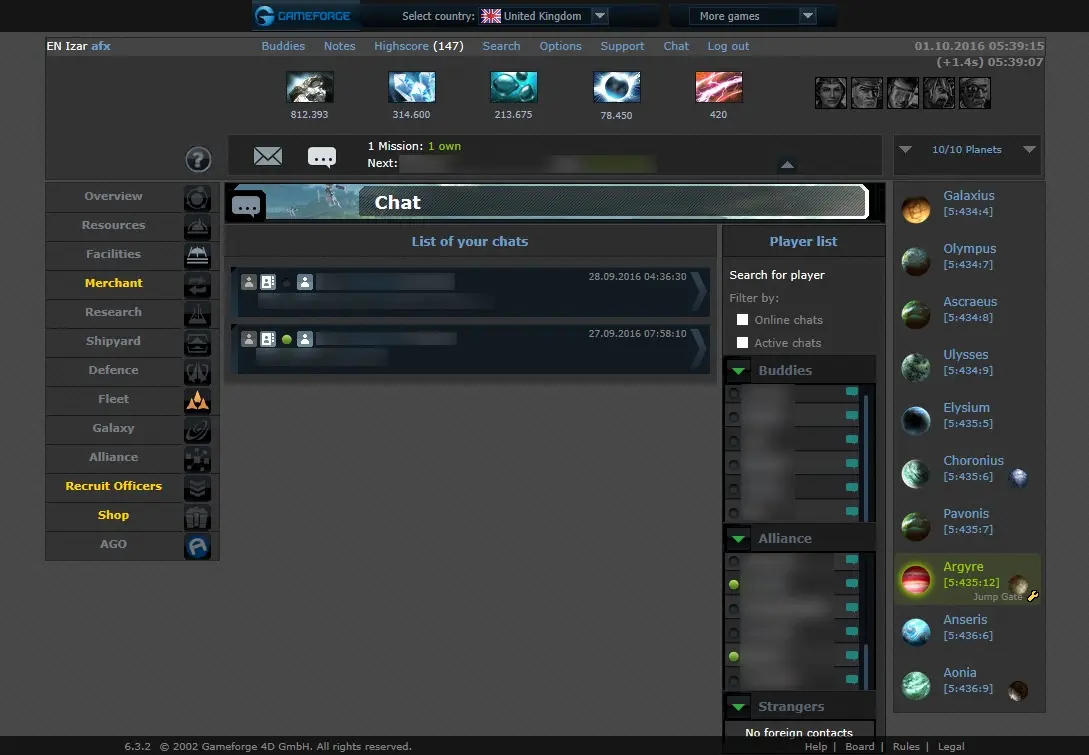 GAMEFORGE
Select country: United Kingdom
More games
EN Izar afx
Buddies Notes Highscore (147) Search Options Support Chat Log out
01.10.2016 05:39:15
(+1.4s) 05:39:07
812.393 314.600 213.675 78.450 420
?
1 Mission: 1 own
Next:
10/10 Planets
Overview
Resources
Facilities
Merchant
Research
Shipyard
Defence
Fleet
Galaxy
Alliance
Recruit Officers
Shop
AGO
Chat
List of your chats
28.09.2016 04:36:30
27.09.2016 07:58:10
Player list
Search for player
Filter by:
Online chats
Active chats
Buddies
Alliance
Strangers
No foreign contacts
Galaxius
[5:434:4]
Olympus
[5:434:7]
Ascraeus
[5:434:8]
Ulysses
[5:434:9]
Elysium
[5:435:5]
Choronius
[5:435:6]
Pavonis
[5:435:7]
Argyre
[5:435:12]
Jump Gate
Anseris
[5:436:6]
Aonia
[5:436:9]
6.3.2 © 2002 Gameforge 4D GmbH. All rights reserved.
Help | Board | Rules | Legal